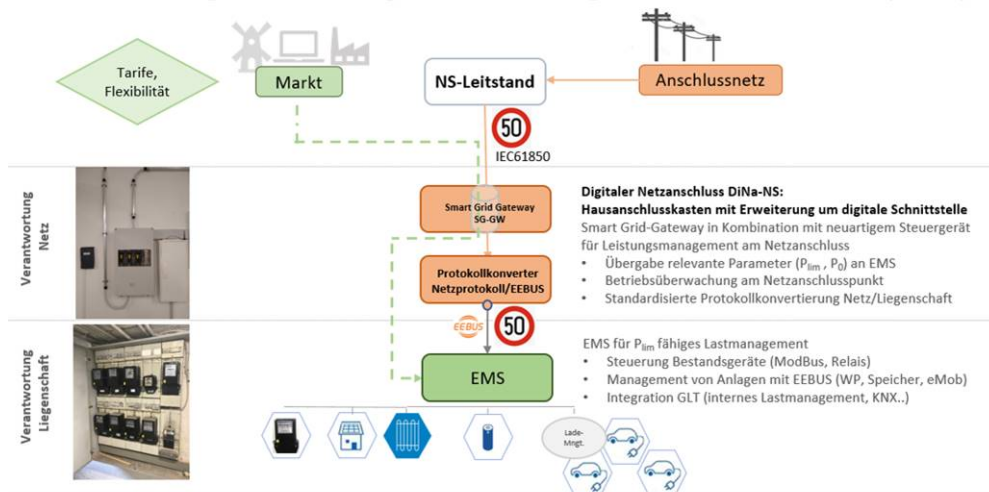 Tarife,
Flexibilität
Markt
NS-Leitstand
Anschlussnetz
50
IEC61850
Verantwortung
Netz
Smart Grid Gateway
SG-GW
Protokollkonverter
Netzprotokoll/EEBUS
Digitaler Netzanschluss DiNa-NS:
Hausanschlusskasten mit Erweiterung um digitale Schnittstelle
Smart Grid-Gateway in Kombination mit neuartigem Steuergerät
für Leistungsmanagement am Netzanschluss
• Übergabe relevante Parameter (Plim , P0) an EMS
• Betriebsüberwachung am Netzanschlusspunkt
• Standardisierte Protokollkonvertierung Netz/Liegenschaft
EEBUS
50
Verantwortung
Liegenschaft
EMS
EMS für Plim fähiges Lastmanagement
• Steuerung Bestandsgeräte (ModBus, Relais)
• Management von Anlagen mit EEBUS (WP, Speicher, eMob)
• Integration GLT (internes Lastmanagement, KNX..)
Lade-
Mngt.